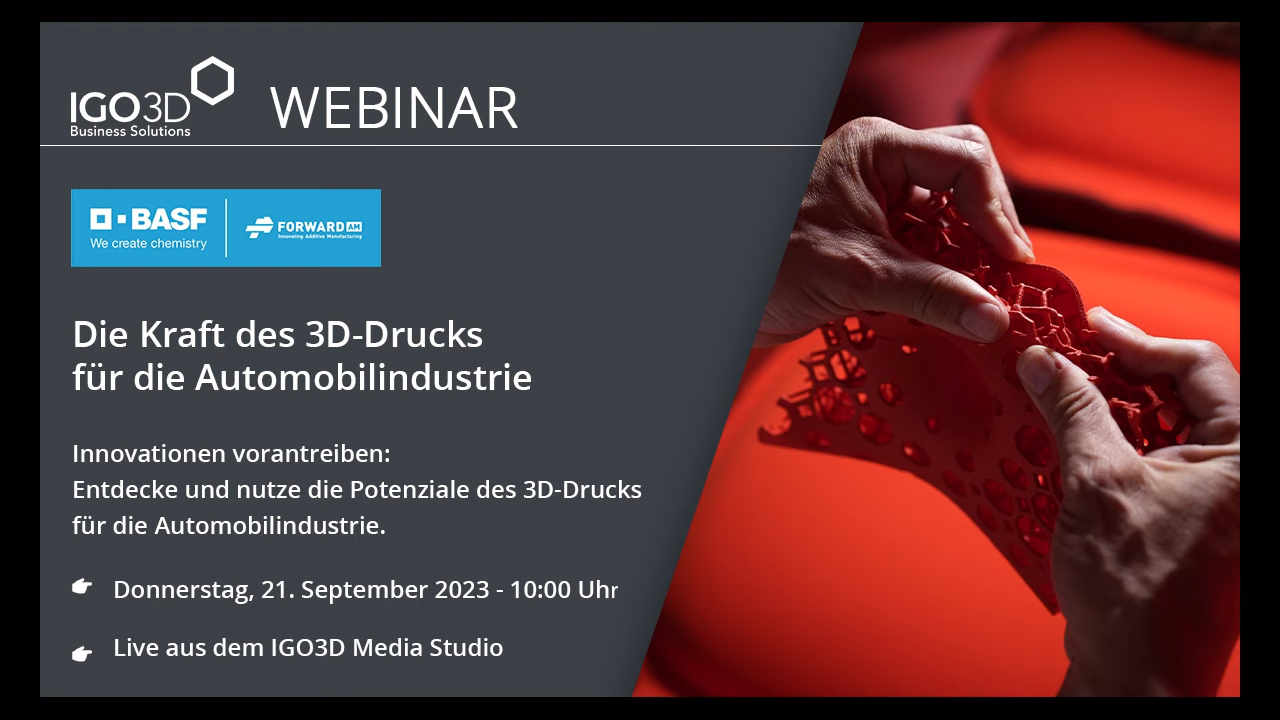 IGO3D
Business Solutions
WEBINAR
BASF
We create chemistry
FORWARD AM
Innovating Additive Manufacturing
Die Kraft des 3D-Drucks
für die Automobilindustrie
Innovationen vorantreiben:
Entdecke und nutze die Potenziale des 3D-Drucks
für die Automobilindustrie.
Donnerstag, 21. September 2023 - 10:00 Uhr
Live aus dem IGO3D Media Studio